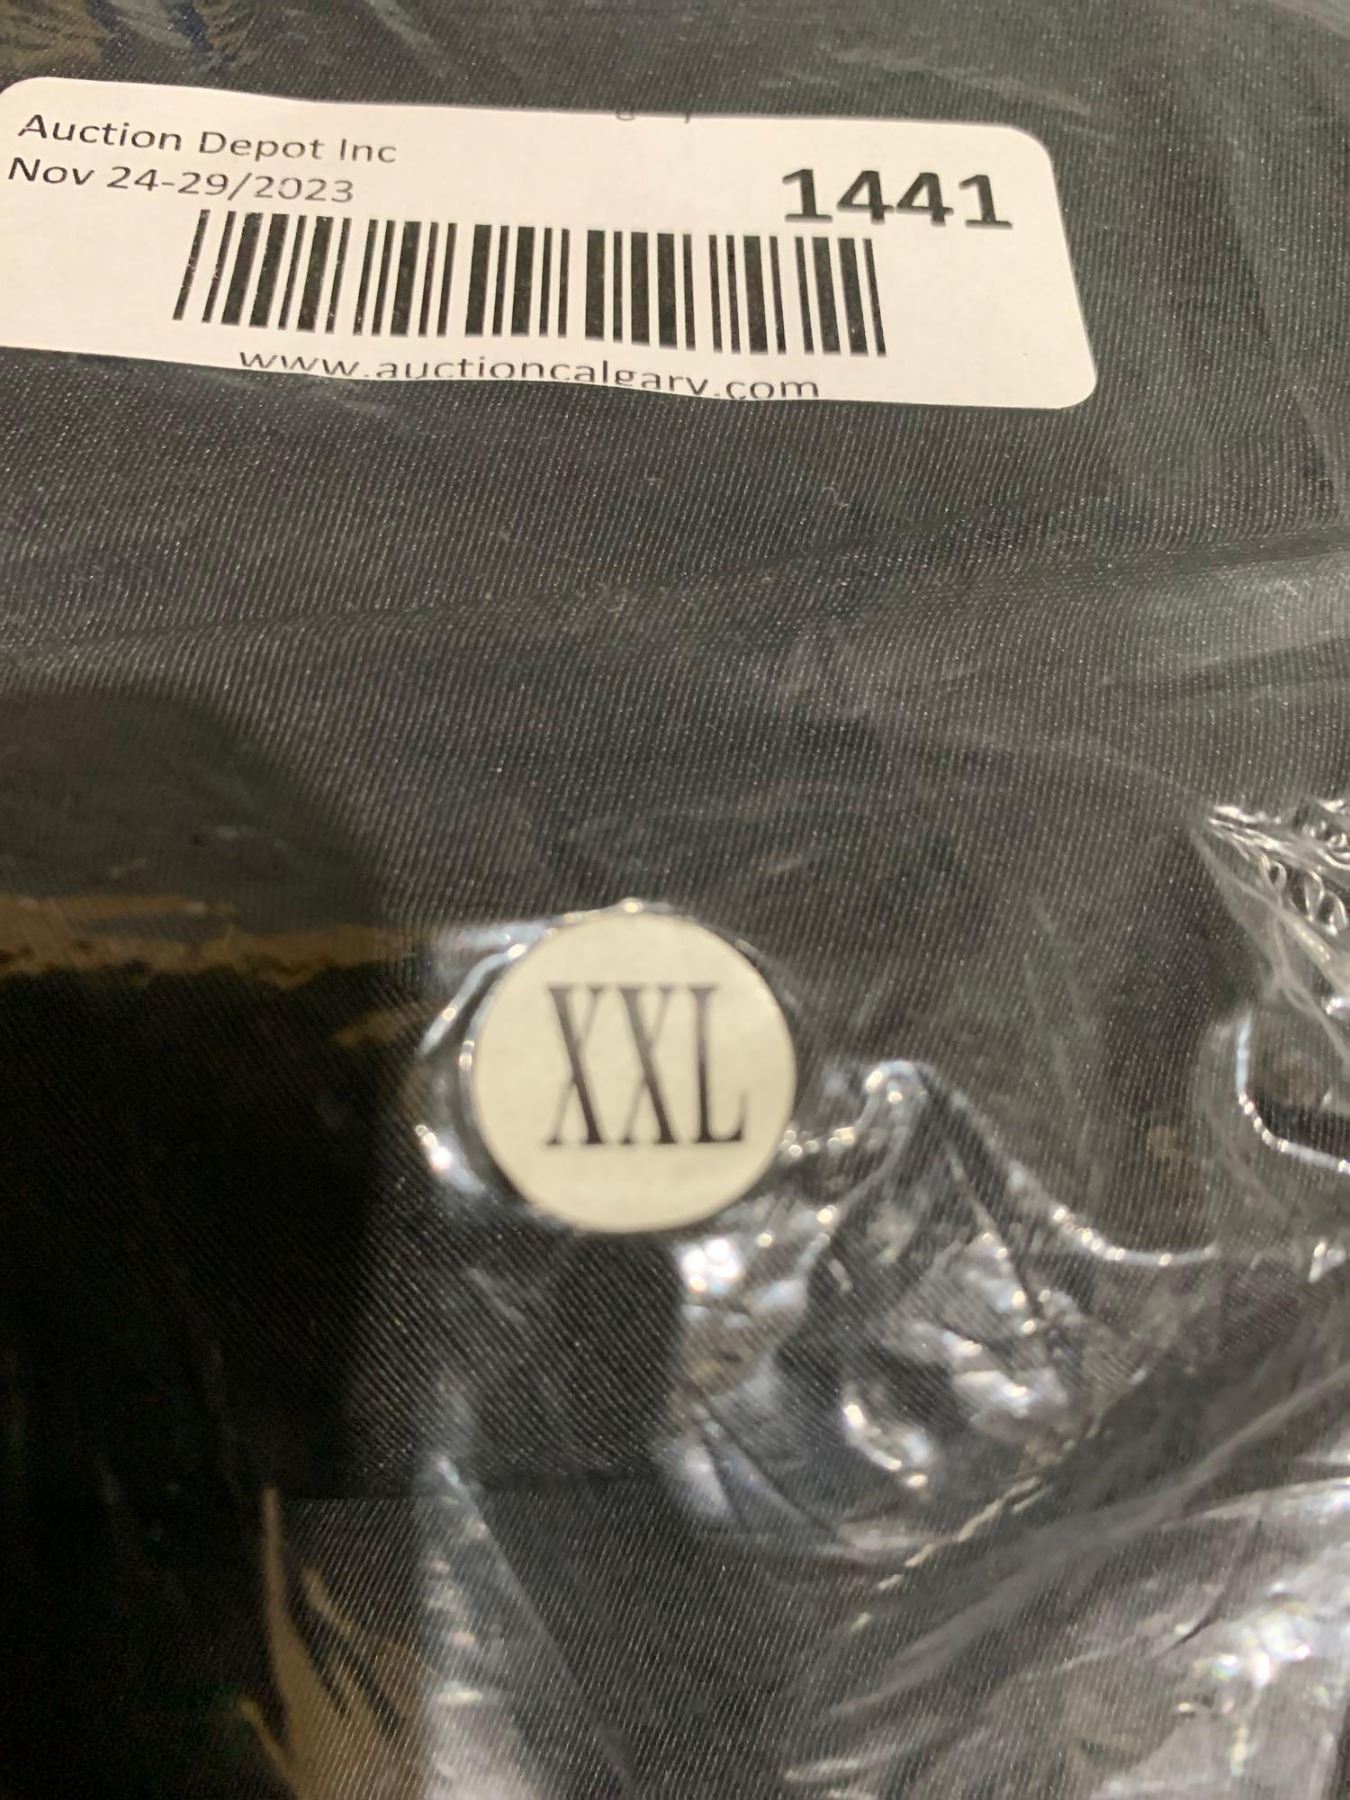 Auction Depot Inc
Nov 24-29/2023
1441
www.auctioncalgary.com
XXL